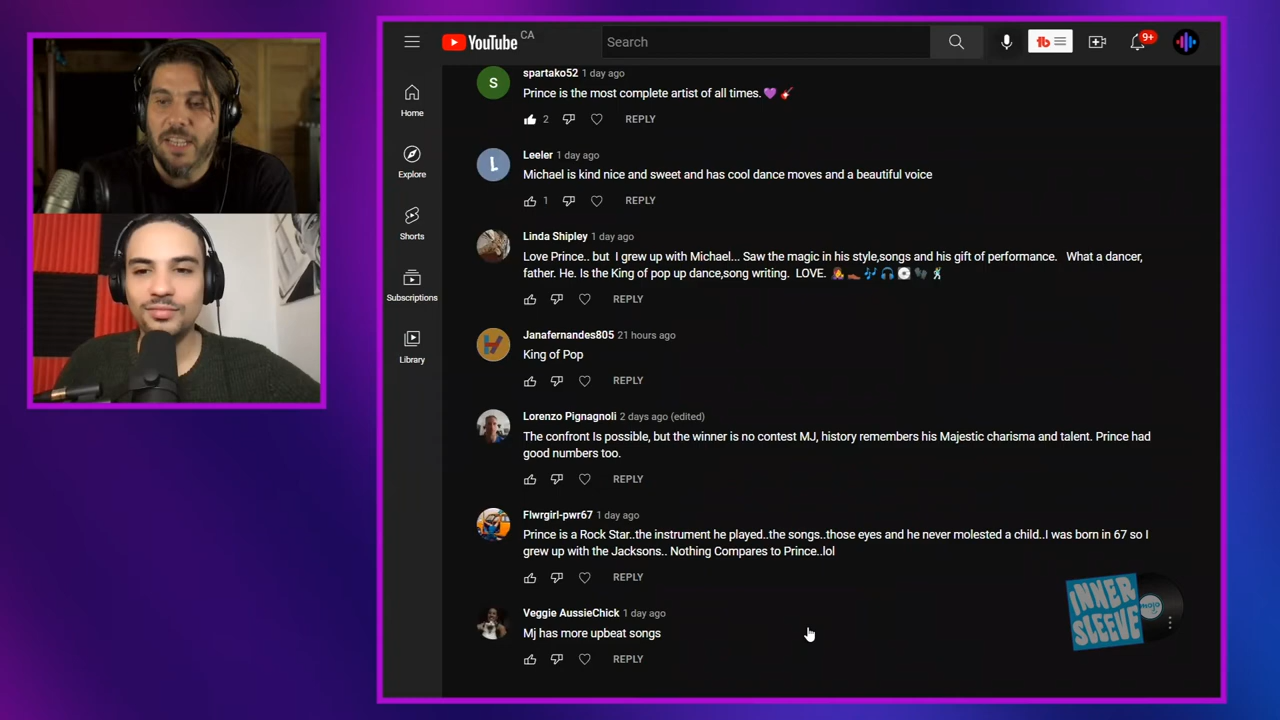 YouTube CA
Search
9+
Home
Explore
Shorts
Subscriptions
Library
S
spartako52 1 day ago
Prince is the most complete artist of all times.💜 🎸
2 REPLY
L
Leeler 1 day ago
Michael is kind nice and sweet and has cool dance moves and a beautiful voice
1 REPLY
Linda Shipley 1 day ago
Love Prince.. but I grew up with Michael... Saw the magic in his style,songs and his gift of performance. What a dancer,
father. He. Is the King of pop up dance,song writing. LOVE.
REPLY
Janafernandes805 21 hours ago
King of Pop
REPLY
Lorenzo Pignagnoli 2 days ago (edited)
The confront Is possible, but the winner is no contest MJ, history remembers his Majestic charisma and talent. Prince had
good numbers too.
REPLY
Flwrgirl-pwr67 1 day ago
Prince is a Rock Star..the instrument he played..the songs..those eyes and he never molested a child..I was born in 67 so I
grew up with the Jacksons.. Nothing Compares to Prince..lol
REPLY
Veggie AussieChick 1 day ago
Mj has more upbeat songs
REPLY
INNER
SLEEVE
mojo